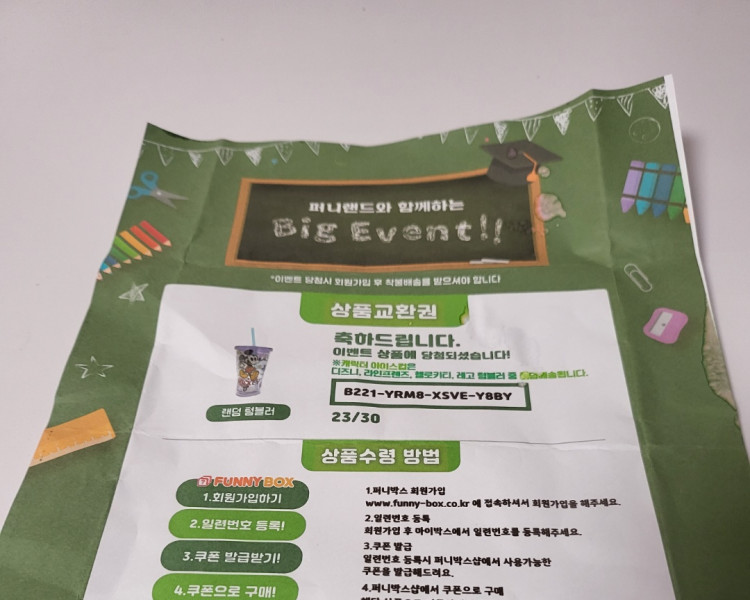 퍼니랜드와 함께하는
Big Event!!
*이벤트 당첨시 회원가입 후 착불배송을 받으셔야 합니다
상품교환권
축하드립니다.
이벤트 상품에 당첨되셨습니다!
※캐릭터 아이스컵은
디즈니, 라인프렌즈, 헬로키티, 레고 텀블러 중
B221-YRM8-XSVE-Y8BY
랜덤 텀블러
23/30
상품수령 방법
FUNNY BOX
1.회원가입하기
2.일련번호 등록!
3.쿠폰 발급받기!
4.쿠폰으로 구매!
1.퍼니박스 회원가입
www.funny-box.co.kr 에 접속하셔서 회원가입을 해주세요.
2.일련번호 등록
회원가입 후 마이박스에서 일련번호를 등록해주세요.
3.쿠폰 발급
일련번호 등록시 퍼니박스샵에서 사용가능한
쿠폰을 발급해드려요.
4.퍼니박스샵에서 쿠폰으로 구매